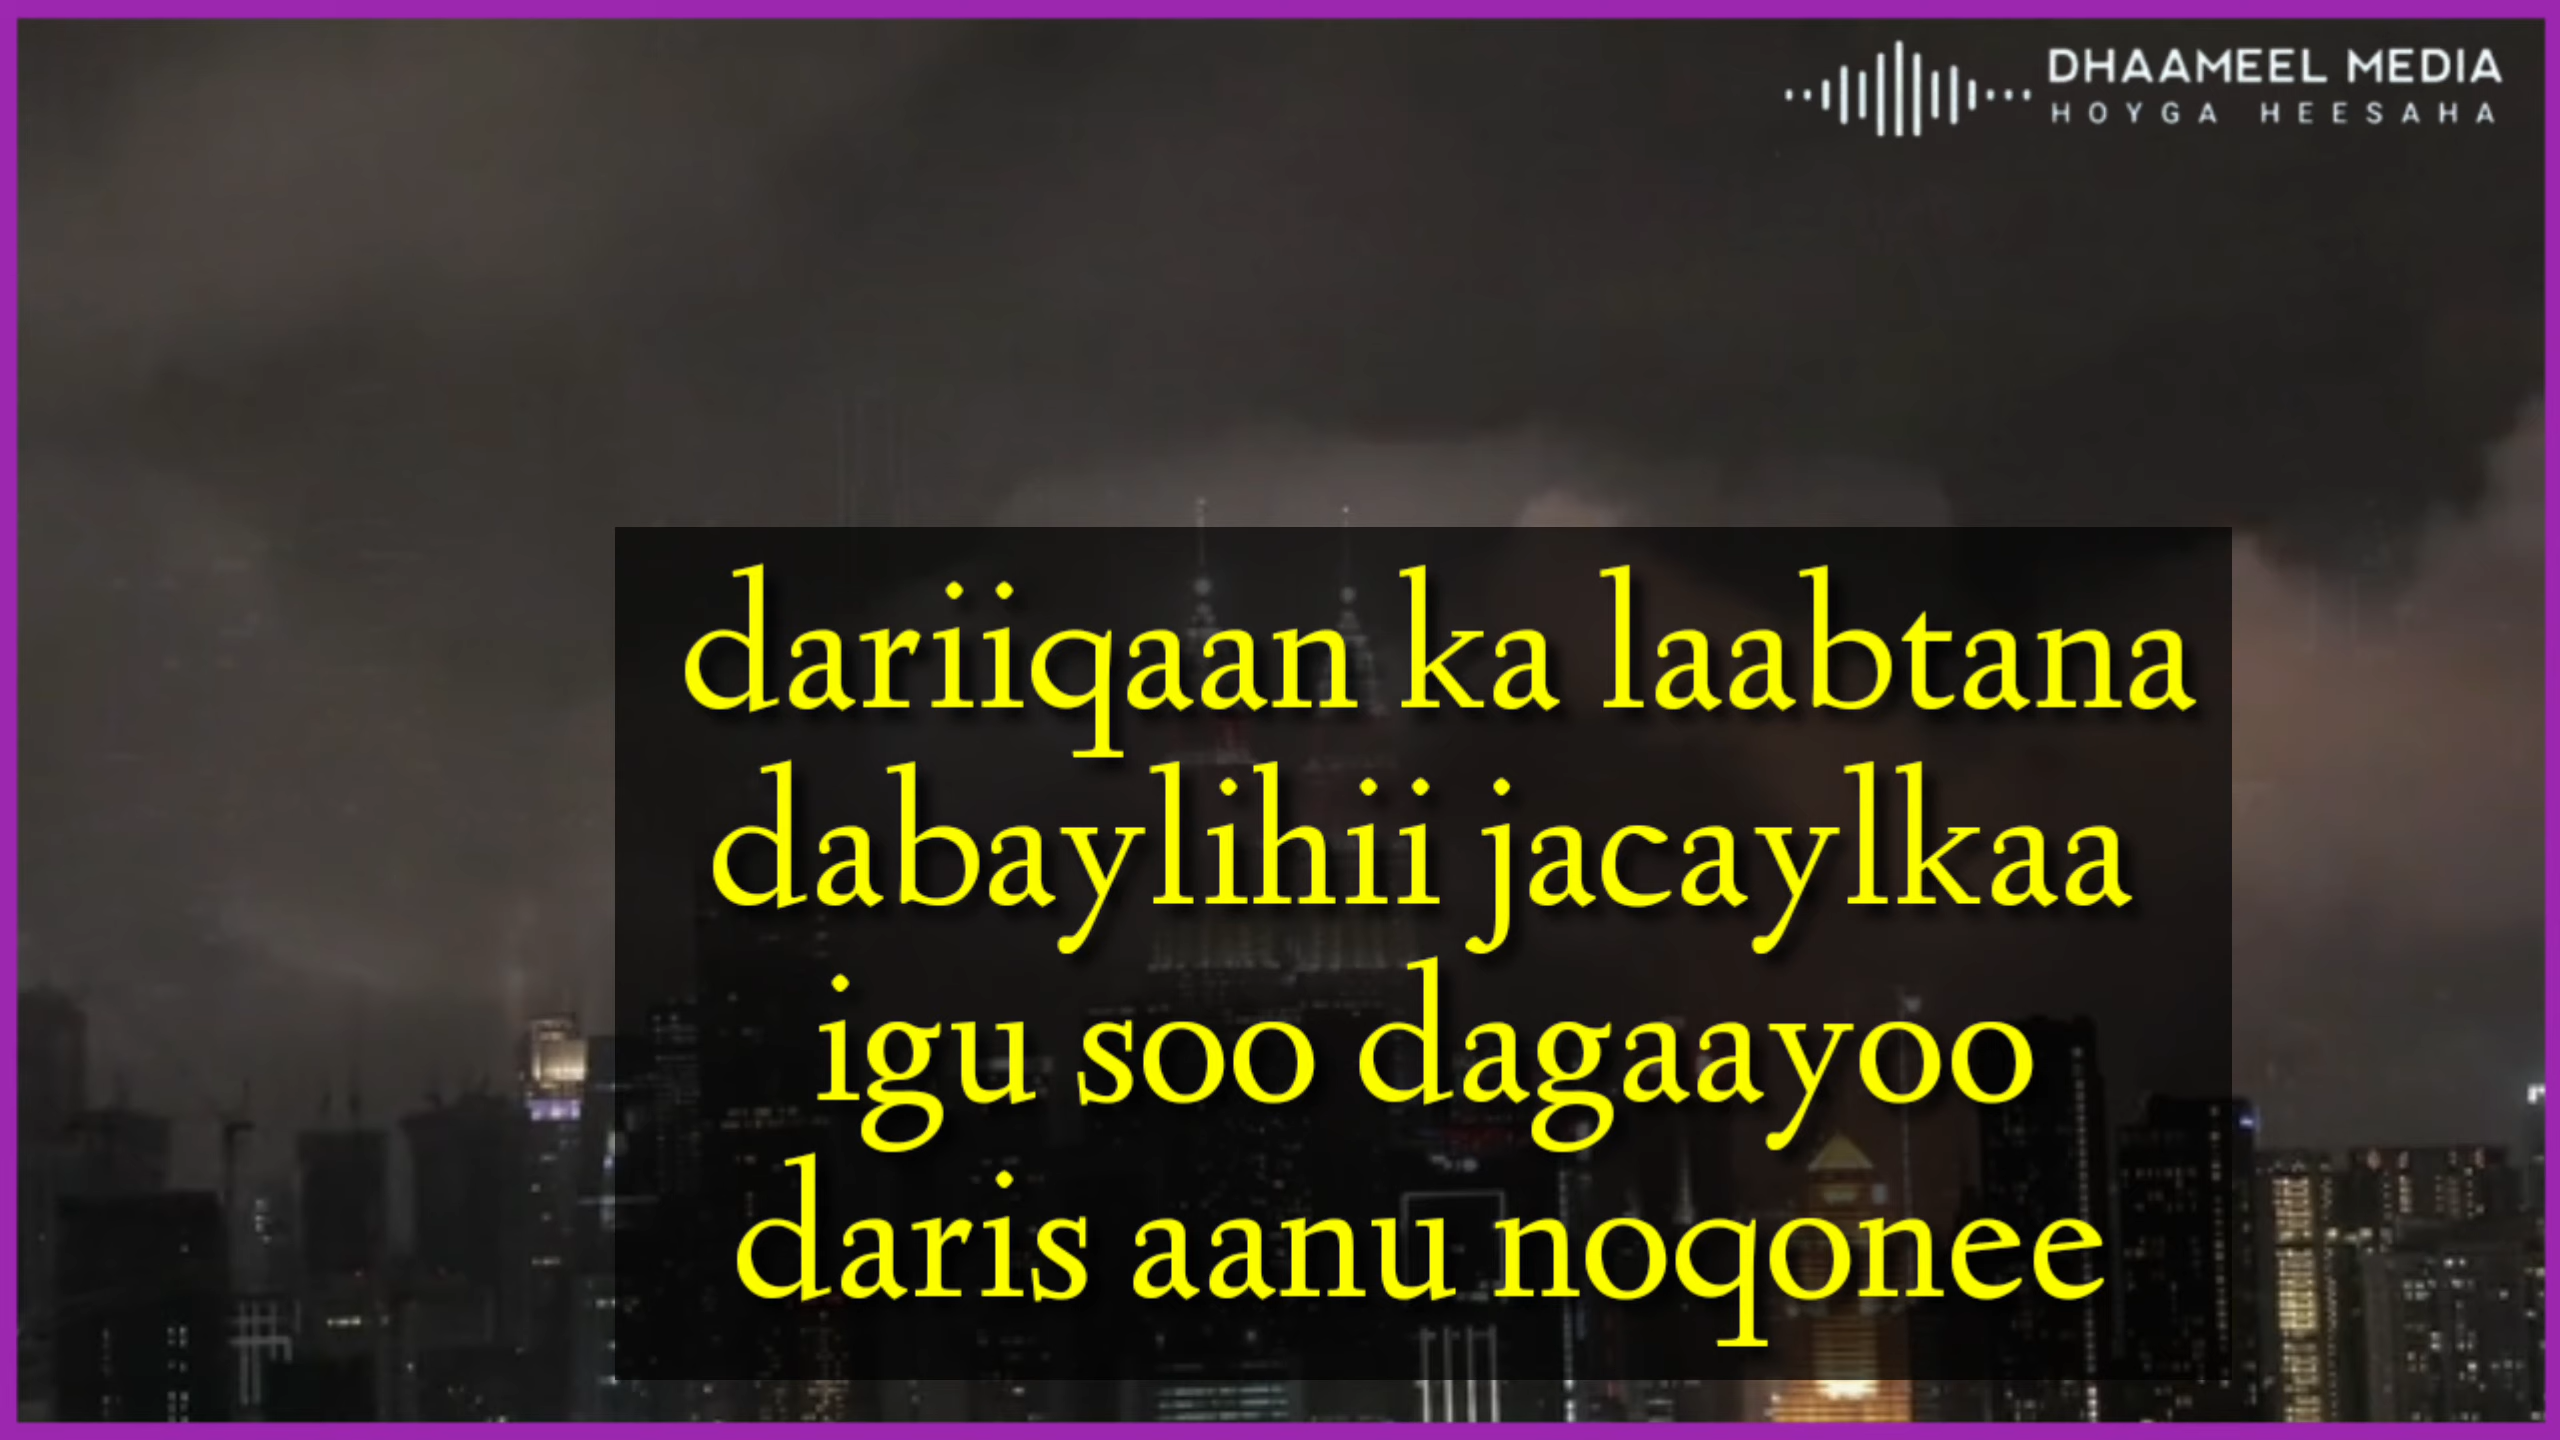 DHAAMEEL MEDIA
HOYGA HEESAHA
dariiqaan ka laabtana
dabaylihii jacaylkaa
igu soo dagaayoo
daris aanu noqonee